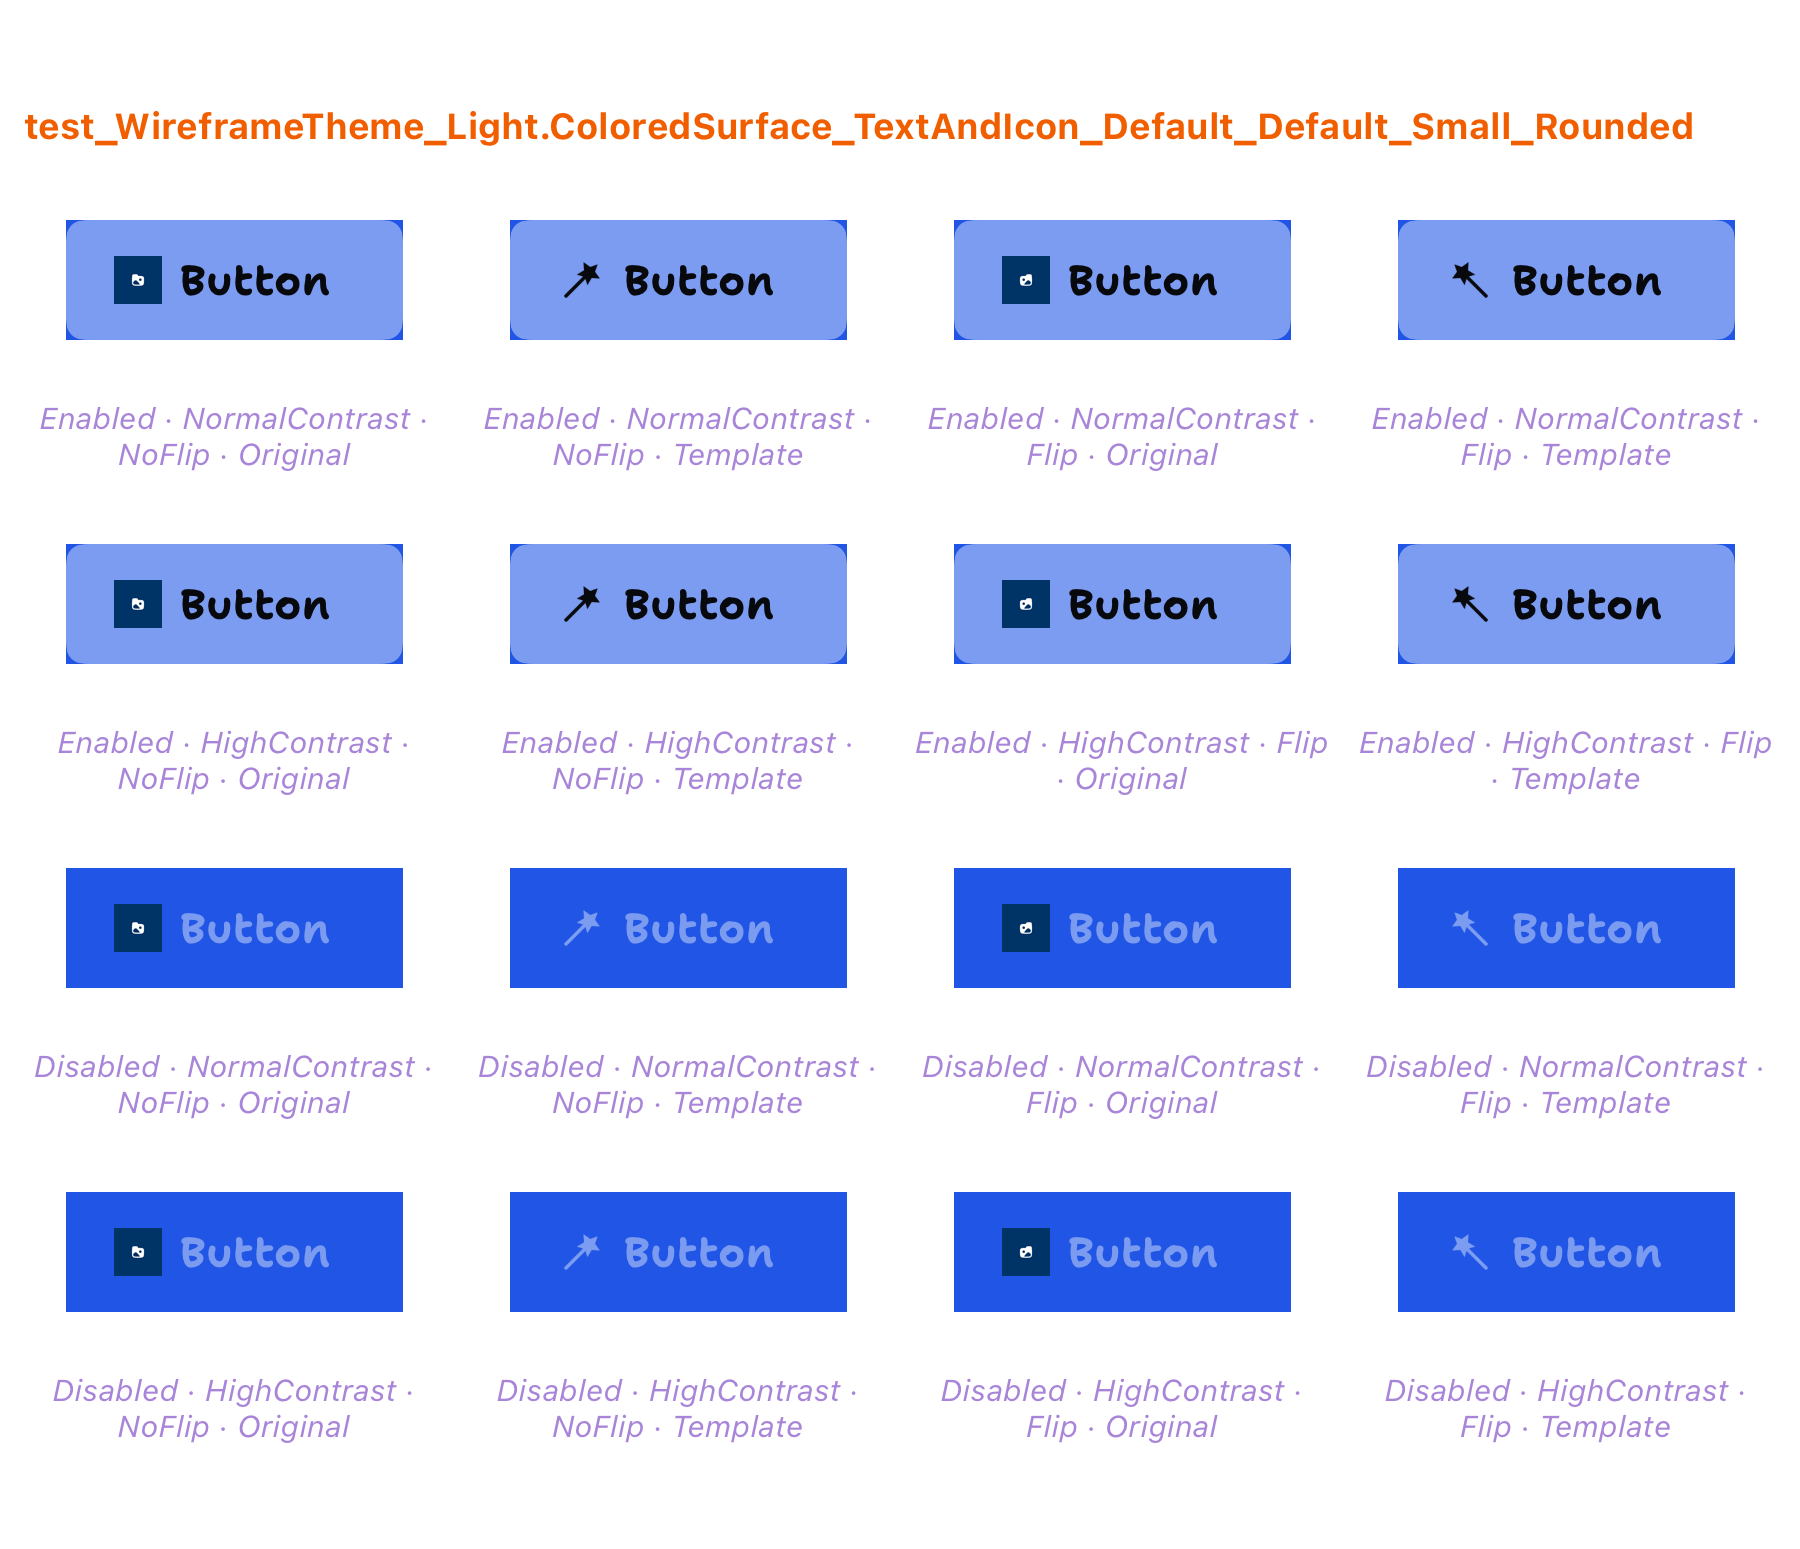 test_WireframeTheme_Light.ColoredSurface_TextAndIcon_Default_Default_Small_Rounded
Button Button Button Button
Enabled · NormalContrast · Enabled · NormalContrast · Enabled · NormalContrast · Enabled · NormalContrast ·
NoFlip · Original NoFlip · Template Flip · Original Flip · Template
Button Button Button Button
Enabled · HighContrast · Enabled · HighContrast · Enabled · HighContrast · Flip Enabled · HighContrast · Flip
NoFlip · Original NoFlip · Template · Original · Template
Button Button Button Button
Disabled · NormalContrast · Disabled · NormalContrast · Disabled · NormalContrast · Disabled · NormalContrast ·
NoFlip · Original NoFlip · Template Flip · Original Flip · Template
Button Button Button Button
Disabled · HighContrast · Disabled · HighContrast · Disabled · HighContrast · Disabled · HighContrast ·
NoFlip · Original NoFlip · Template Flip · Original Flip · Template